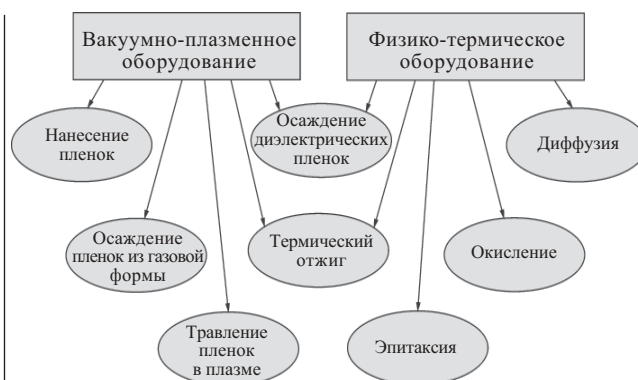 Вакуумно-плазменное
оборудование
Физико-термическое
оборудование
Нанесение
пленок
Осаждение
диэлектрических
пленок
Диффузия
Осаждение
пленок из газовой
формы
Термический
отжиг
Окисление
Травление
пленок
в плазме
Эпитаксия